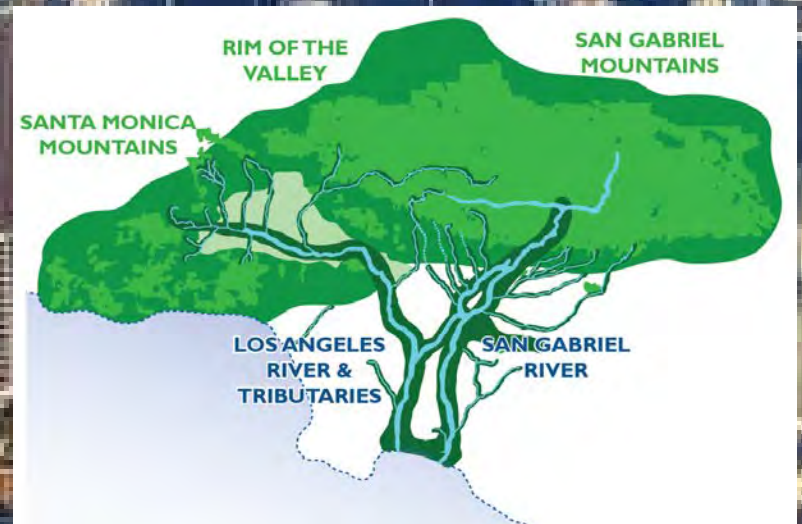 RIM OF THE
VALLEY
SAN GABRIEL
MOUNTAINS
SANTA MONICA
MOUNTAINS
LOS ANGELES
RIVER &
TRIBUTARIES
SAN GABRIEL
RIVER